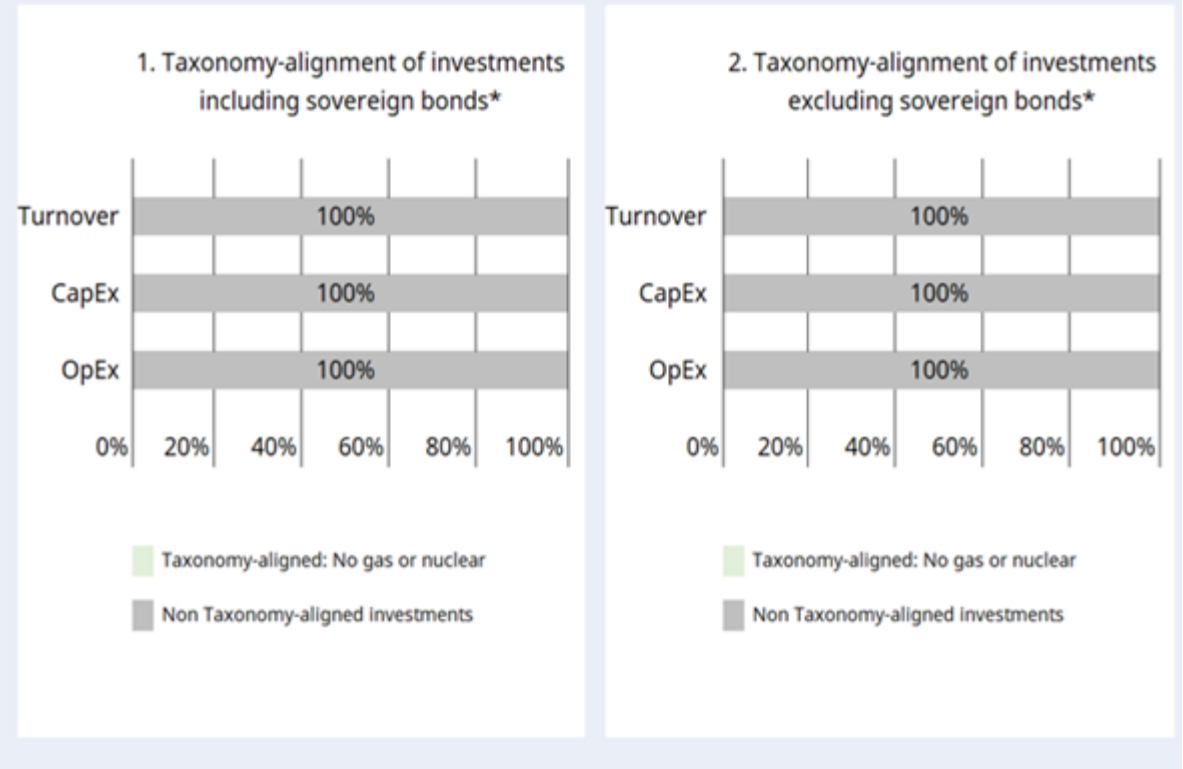 1. Taxonomy-alignment of investments
including sovereign bonds*
Turnover 100%
CapEx 100%
OpEx 100%
0% 20% 40% 60% 80% 100%
Taxonomy-aligned: No gas or nuclear
Non Taxonomy-aligned investments
2. Taxonomy-alignment of investments
excluding sovereign bonds*
Turnover 100%
CapEx 100%
OpEx 100%
0% 20% 40% 60% 80% 100%
Taxonomy-aligned: No gas or nuclear
Non Taxonomy-aligned investments